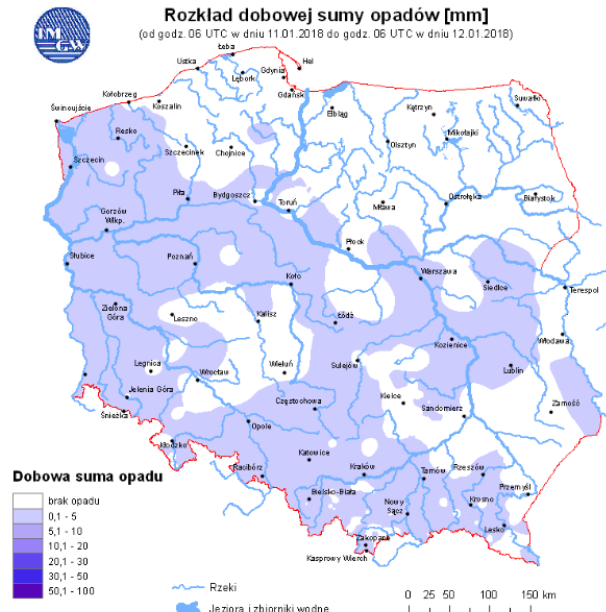 IM
GW
Rozkład dobowej sumy opadów [mm]
(od godz. 06 UTC w dniu 11.01.2018 do godz. 06 UTC w dniu 12.01.2018)
Łeba
Ustka
Hel
Gdynia
Lębork
Gdańsk
Kołobrzeg
Koszalin
Świnoujście
Elbląg
Kętrzyn
Suwałki
Resko
Mikołajki
Olsztyn
Szczecinek
Chojnice
Szczecin
Piła
Bydgoszcz
Toruń
Mława
Ostrołęka
Białystok
Gorzów
Wlkp.
Płock
Słubice
Poznań
Koło
Warszawa
Siedlce
Terespol
Zielona
Góra
Leszno
Kalisz
Łódź
Kozienice
Włodawa
Legnica
Wrocław
Wieluń
Sulejów
Lublin
Jelenia Góra
Częstochowa
Kielce
Sandomierz
Zamość
Śnieżka
Opole
Kłodzko
Katowice
Racibórz
Kraków
Tarnów
Rzeszów
Przemyśl
Bielsko-Biała
Nowy
Sącz
Krosno
Lesko
Zakopane
Kasprowy Wierch
Dobowa suma opadu
brak opadu
0,1 - 5
5,1 - 10
10,1 - 20
20,1 - 30
30,1 - 50
50,1 - 100
Rzeki
Jeziora i zbiorniki wodne
0 25 50 100 150 km